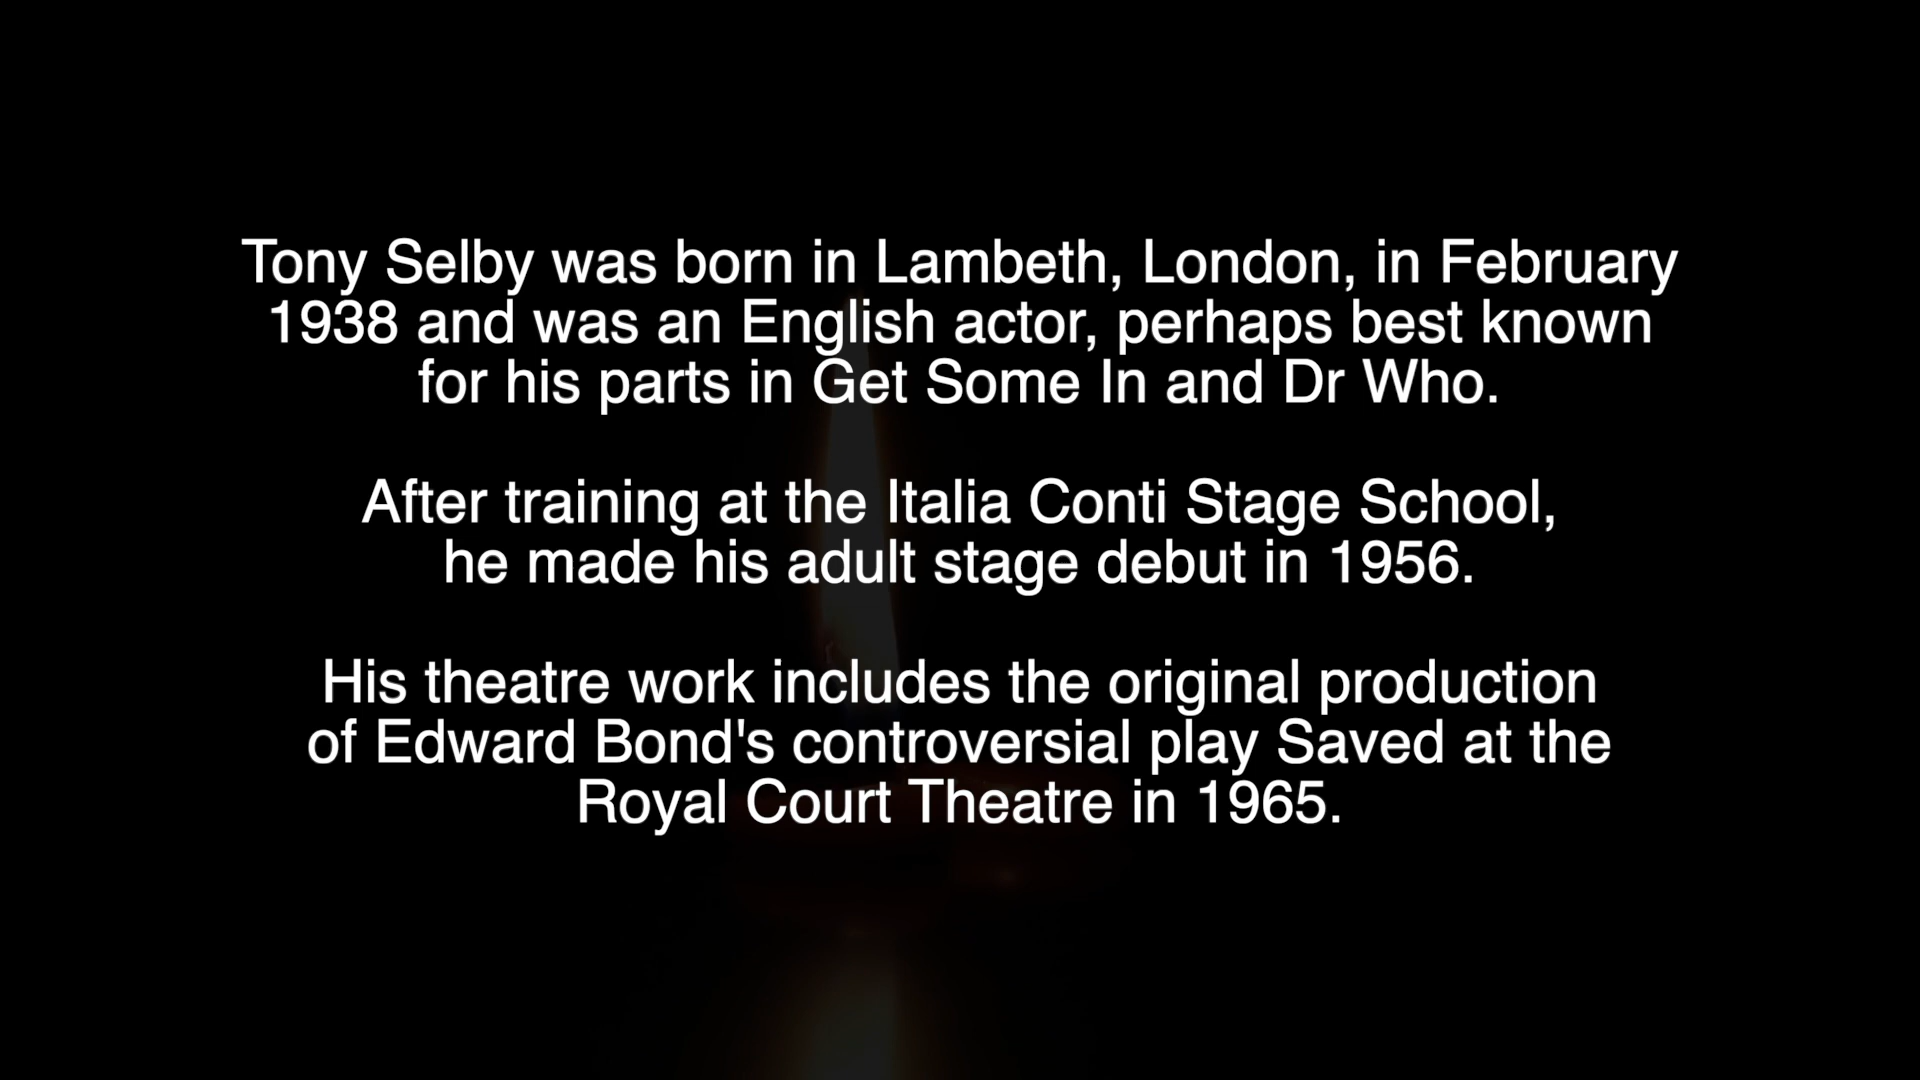 Tony Selby was born in Lambeth, London, in February
1938 and was an English actor, perhaps best known
for his parts in Get Some In and Dr Who.
After training at the Italia Conti Stage School,
he made his adult stage debut in 1956.
His theatre work includes the original production
of Edward Bond's controversial play Saved at the
Royal Court Theatre in 1965.